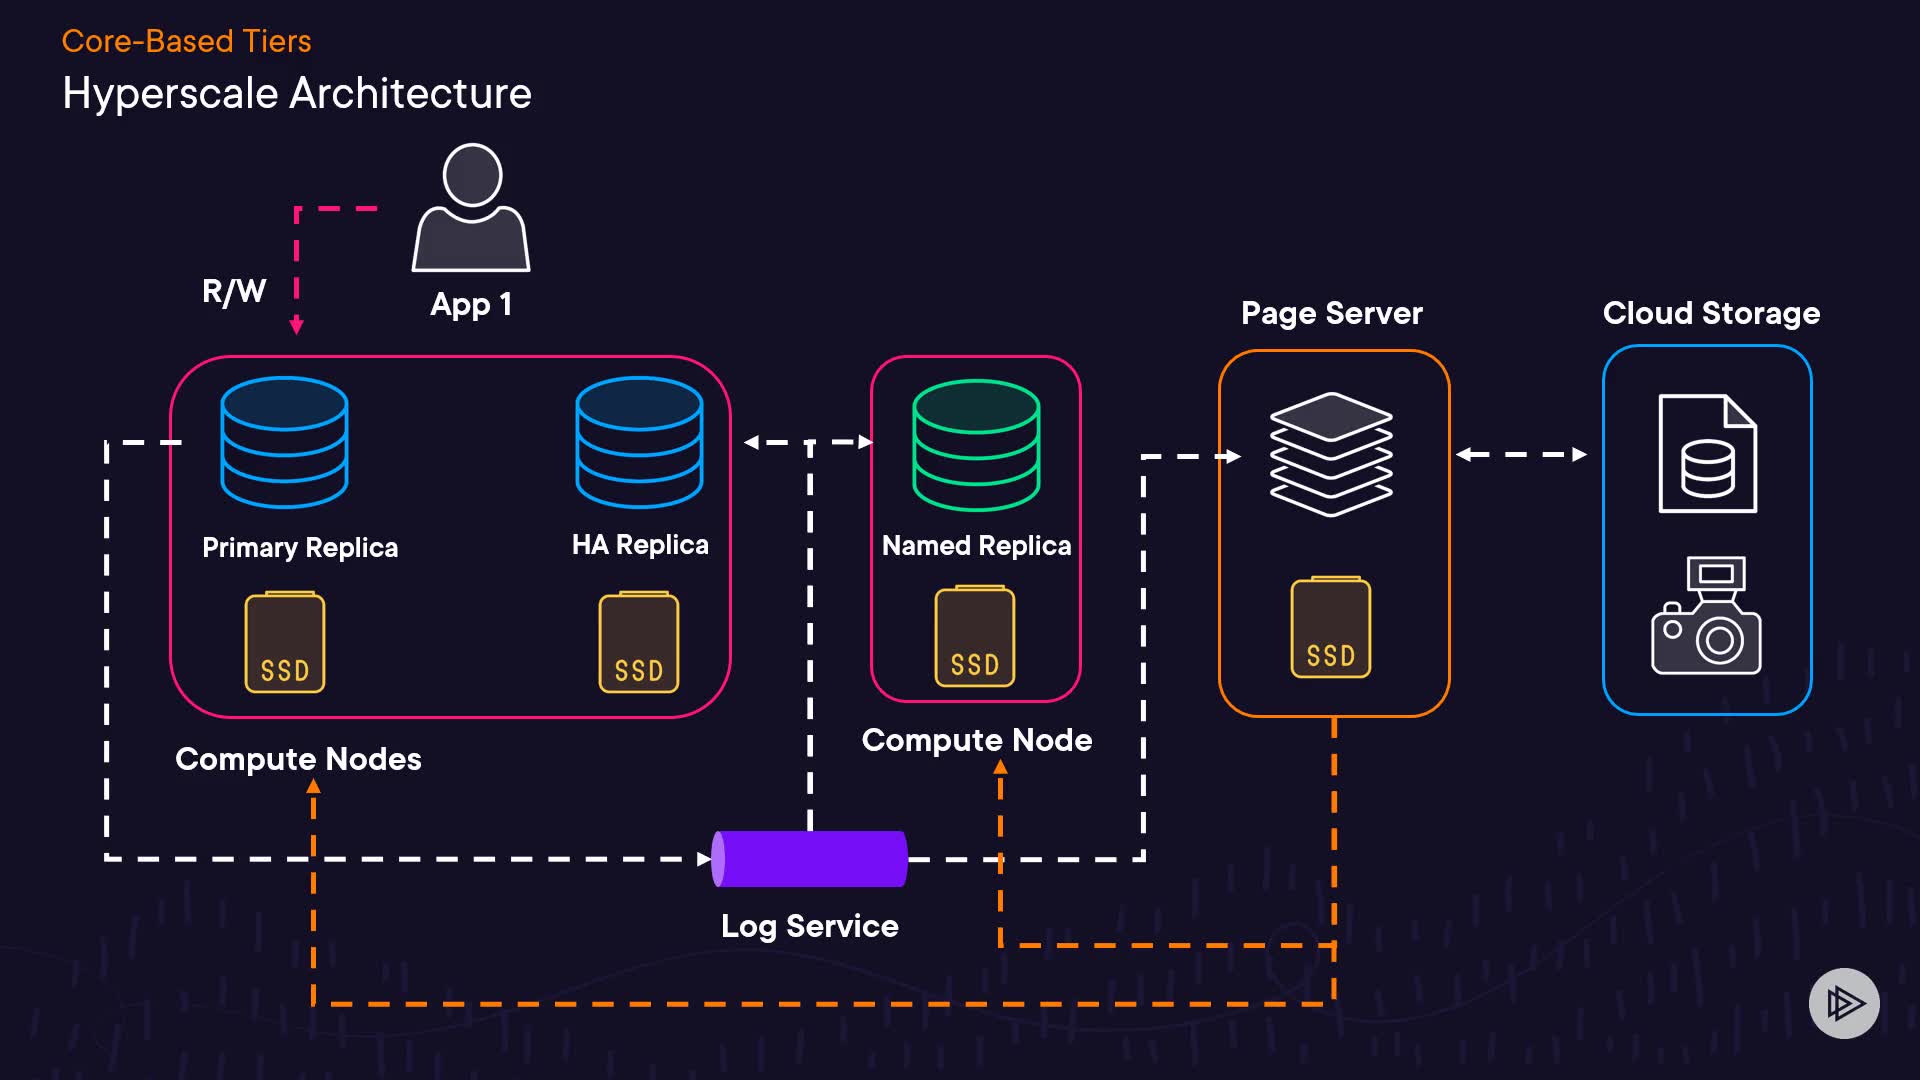 Core-Based Tiers
Hyperscale Architecture
R/W
App 1
Page Server
Cloud Storage
Primary Replica
HA Replica
Named Replica
SSD
SSD
SSD
SSD
Compute Nodes
Compute Node
Log Service